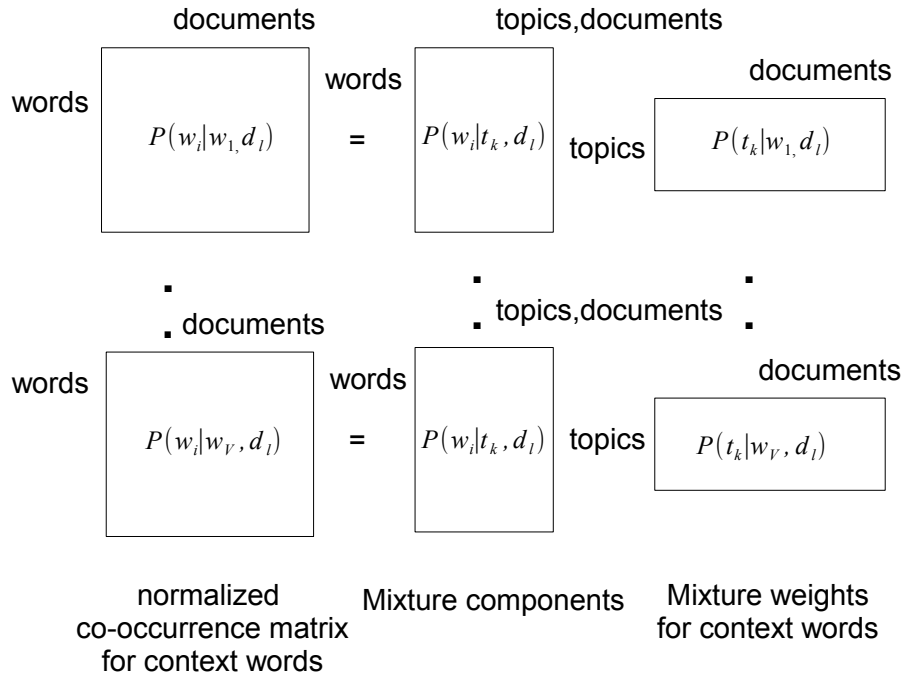 documents topics,documents
words words documents
P(w_i|w_1,d_l) = P(w_i|t_k,d_l) topics P(t_k|w_1,d_l)
documents topics,documents
words words documents
P(w_i|w_V,d_l) = P(w_i|t_k,d_l) topics P(t_k|w_V,d_l)
normalized
co-occurrence matrix
for context words
Mixture components
Mixture weights
for context words